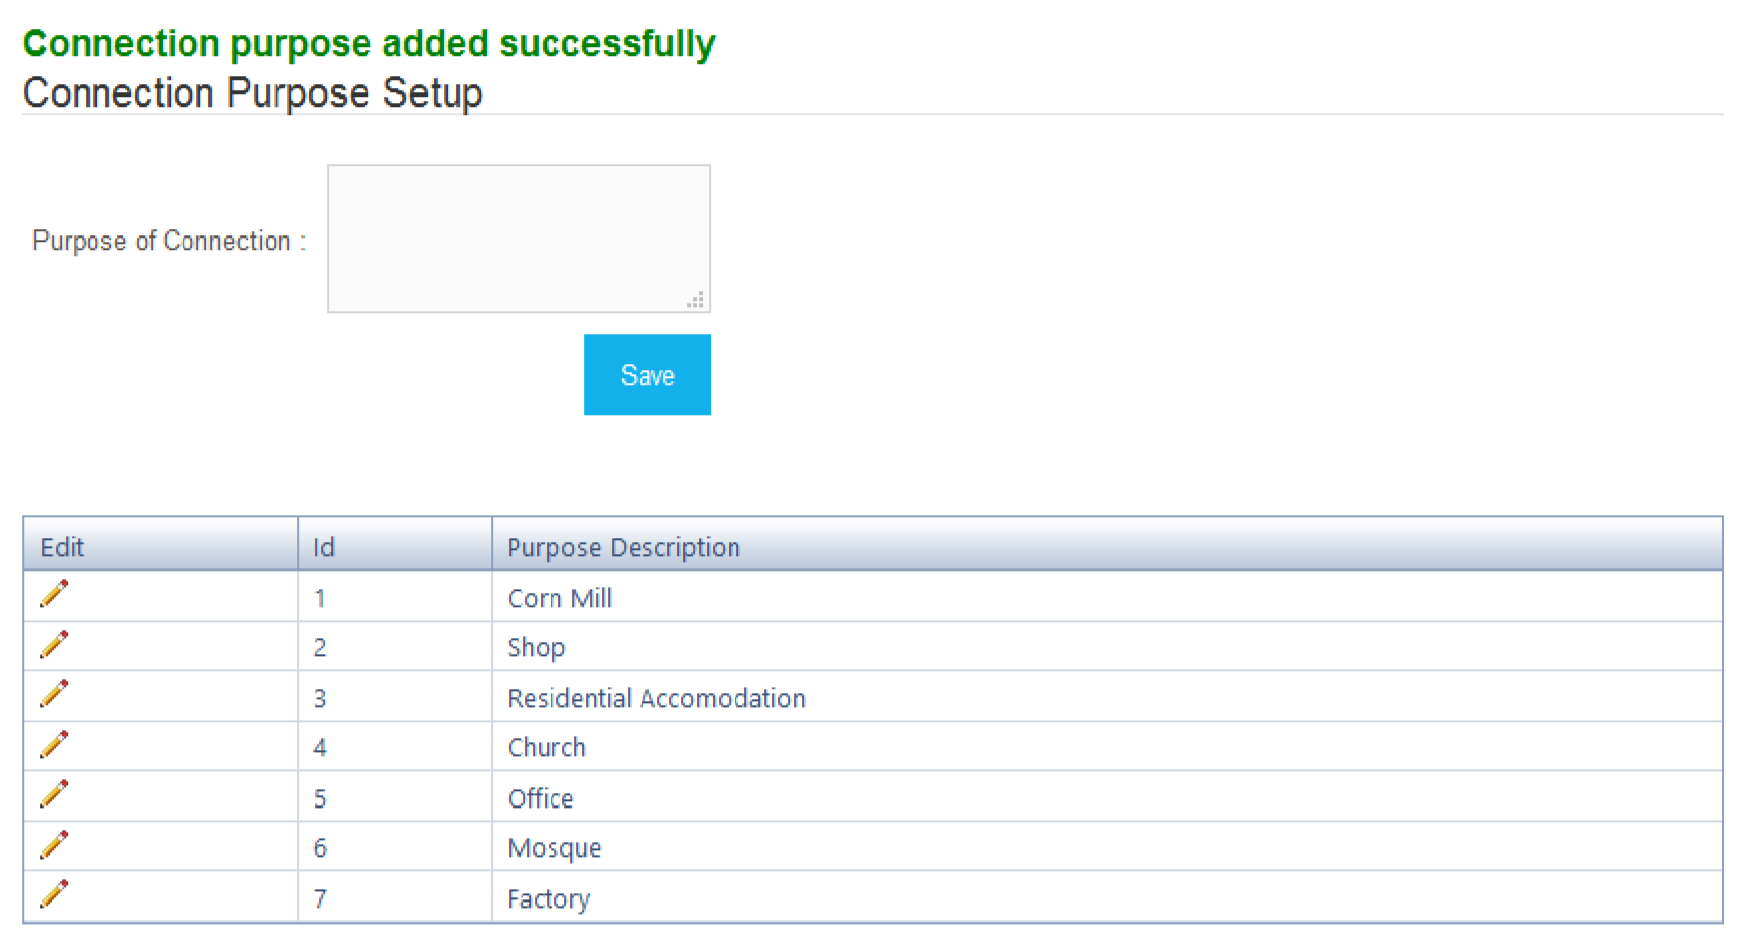 Connection purpose added successfully
Connection Purpose Setup
Purpose of Connection :
Save
Edit Id Purpose Description
1 Corn Mill
2 Shop
3 Residential Accomodation
4 Church
5 Office
6 Mosque
7 Factory